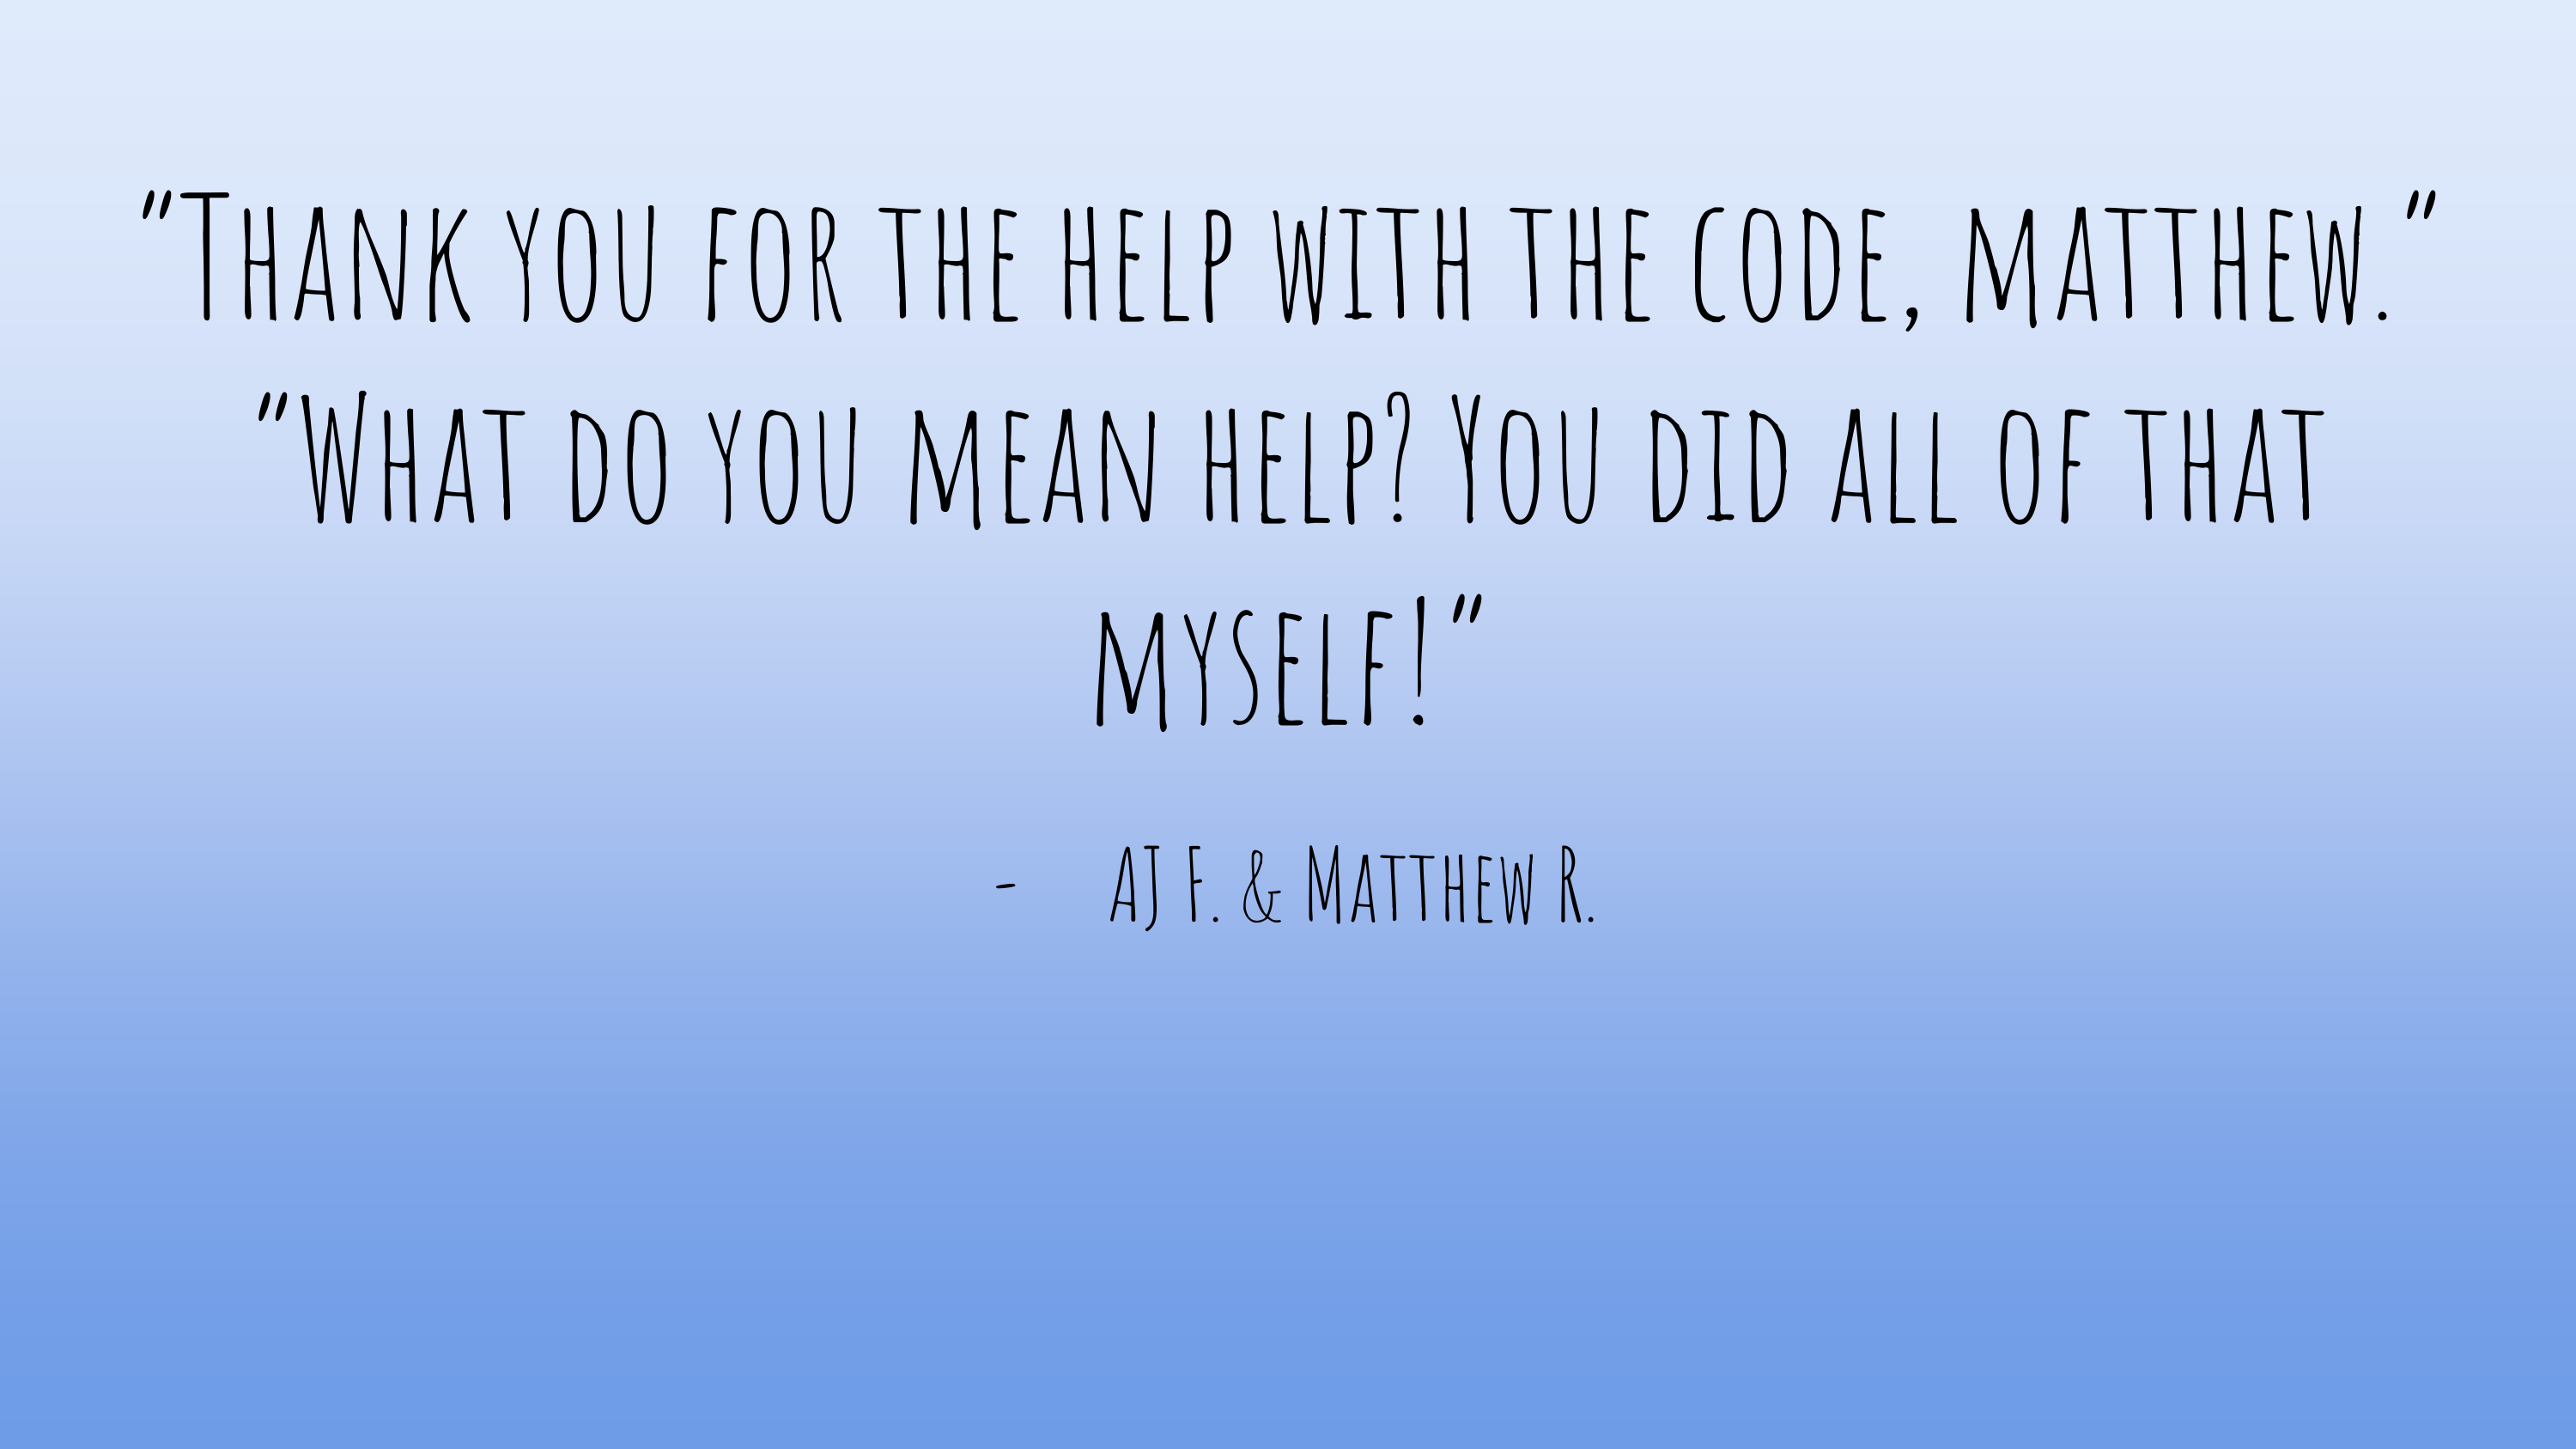 "Thank you for the help with the code, matthew."
"What do you mean help? You did all of that
myself!"
- AJ F. & Matthew R.